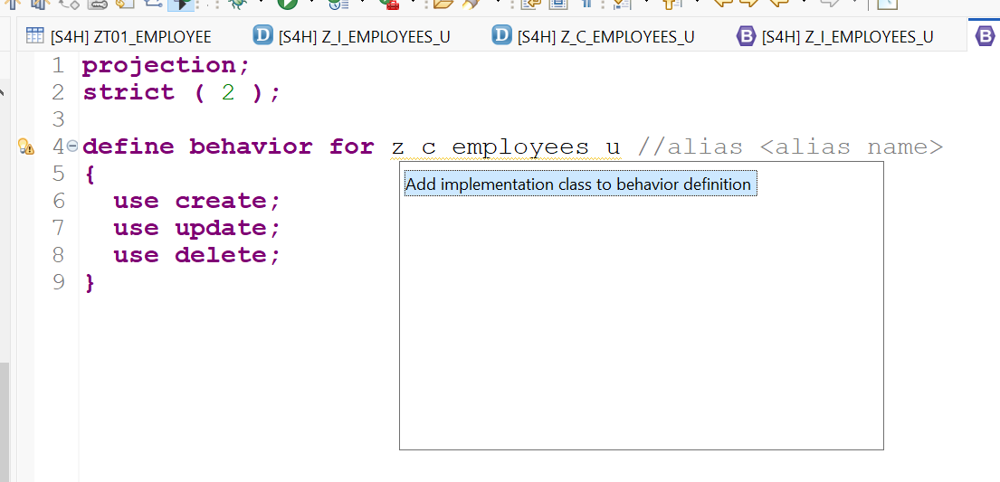 [S4H] ZT01_EMPLOYEE [S4H] Z_I_EMPLOYEES_U [S4H] Z_C_EMPLOYEES_U [S4H] Z_I_EMPLOYEES_U
1 projection;
2 strict ( 2 );
3
4 define behavior for z_c_employees_u //alias <alias name>
Add implementation class to behavior definition
5 {
6 use create;
7 use update;
8 use delete;
9 }